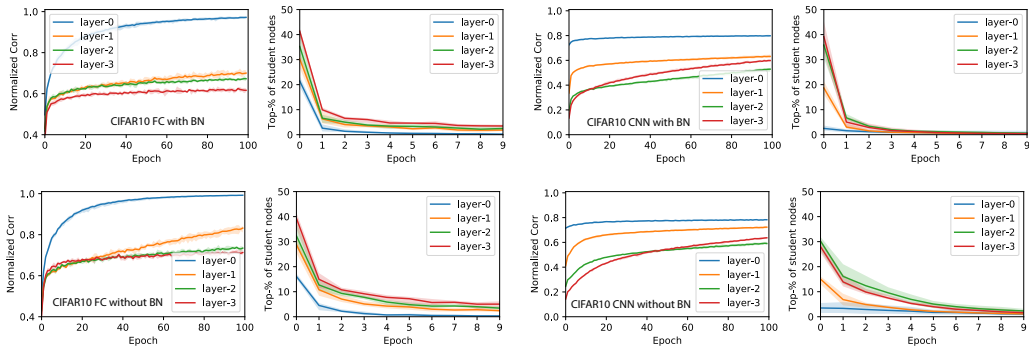 Normalized Corr
1.0
0.8
0.6
0.4
layer-0
layer-1
layer-2
layer-3
CIFAR10 FC with BN
0 20 40 60 80 100
Epoch
Top-% of student nodes
50
40
30
20
10
0
layer-0
layer-1
layer-2
layer-3
0 1 2 3 4 5 6 7 8 9
Epoch
Normalized Corr
1.0
0.8
0.6
0.4
0.2
0.0
layer-0
layer-1
layer-2
layer-3
CIFAR10 CNN with BN
0 20 40 60 80 100
Epoch
Top-% of student nodes
50
40
30
20
10
0
layer-0
layer-1
layer-2
layer-3
0 1 2 3 4 5 6 7 8 9
Epoch
Normalized Corr
1.0
0.8
0.6
0.4
layer-0
layer-1
layer-2
layer-3
CIFAR10 FC without BN
0 20 40 60 80 100
Epoch
Top-% of student nodes
50
40
30
20
10
0
layer-0
layer-1
layer-2
layer-3
0 1 2 3 4 5 6 7 8 9
Epoch
Normalized Corr
1.0
0.8
0.6
0.4
0.2
0.0
layer-0
layer-1
layer-2
layer-3
CIFAR10 CNN without BN
0 20 40 60 80 100
Epoch
Top-% of student nodes
50
40
30
20
10
0
layer-0
layer-1
layer-2
layer-3
0 1 2 3 4 5 6 7 8 9
Epoch